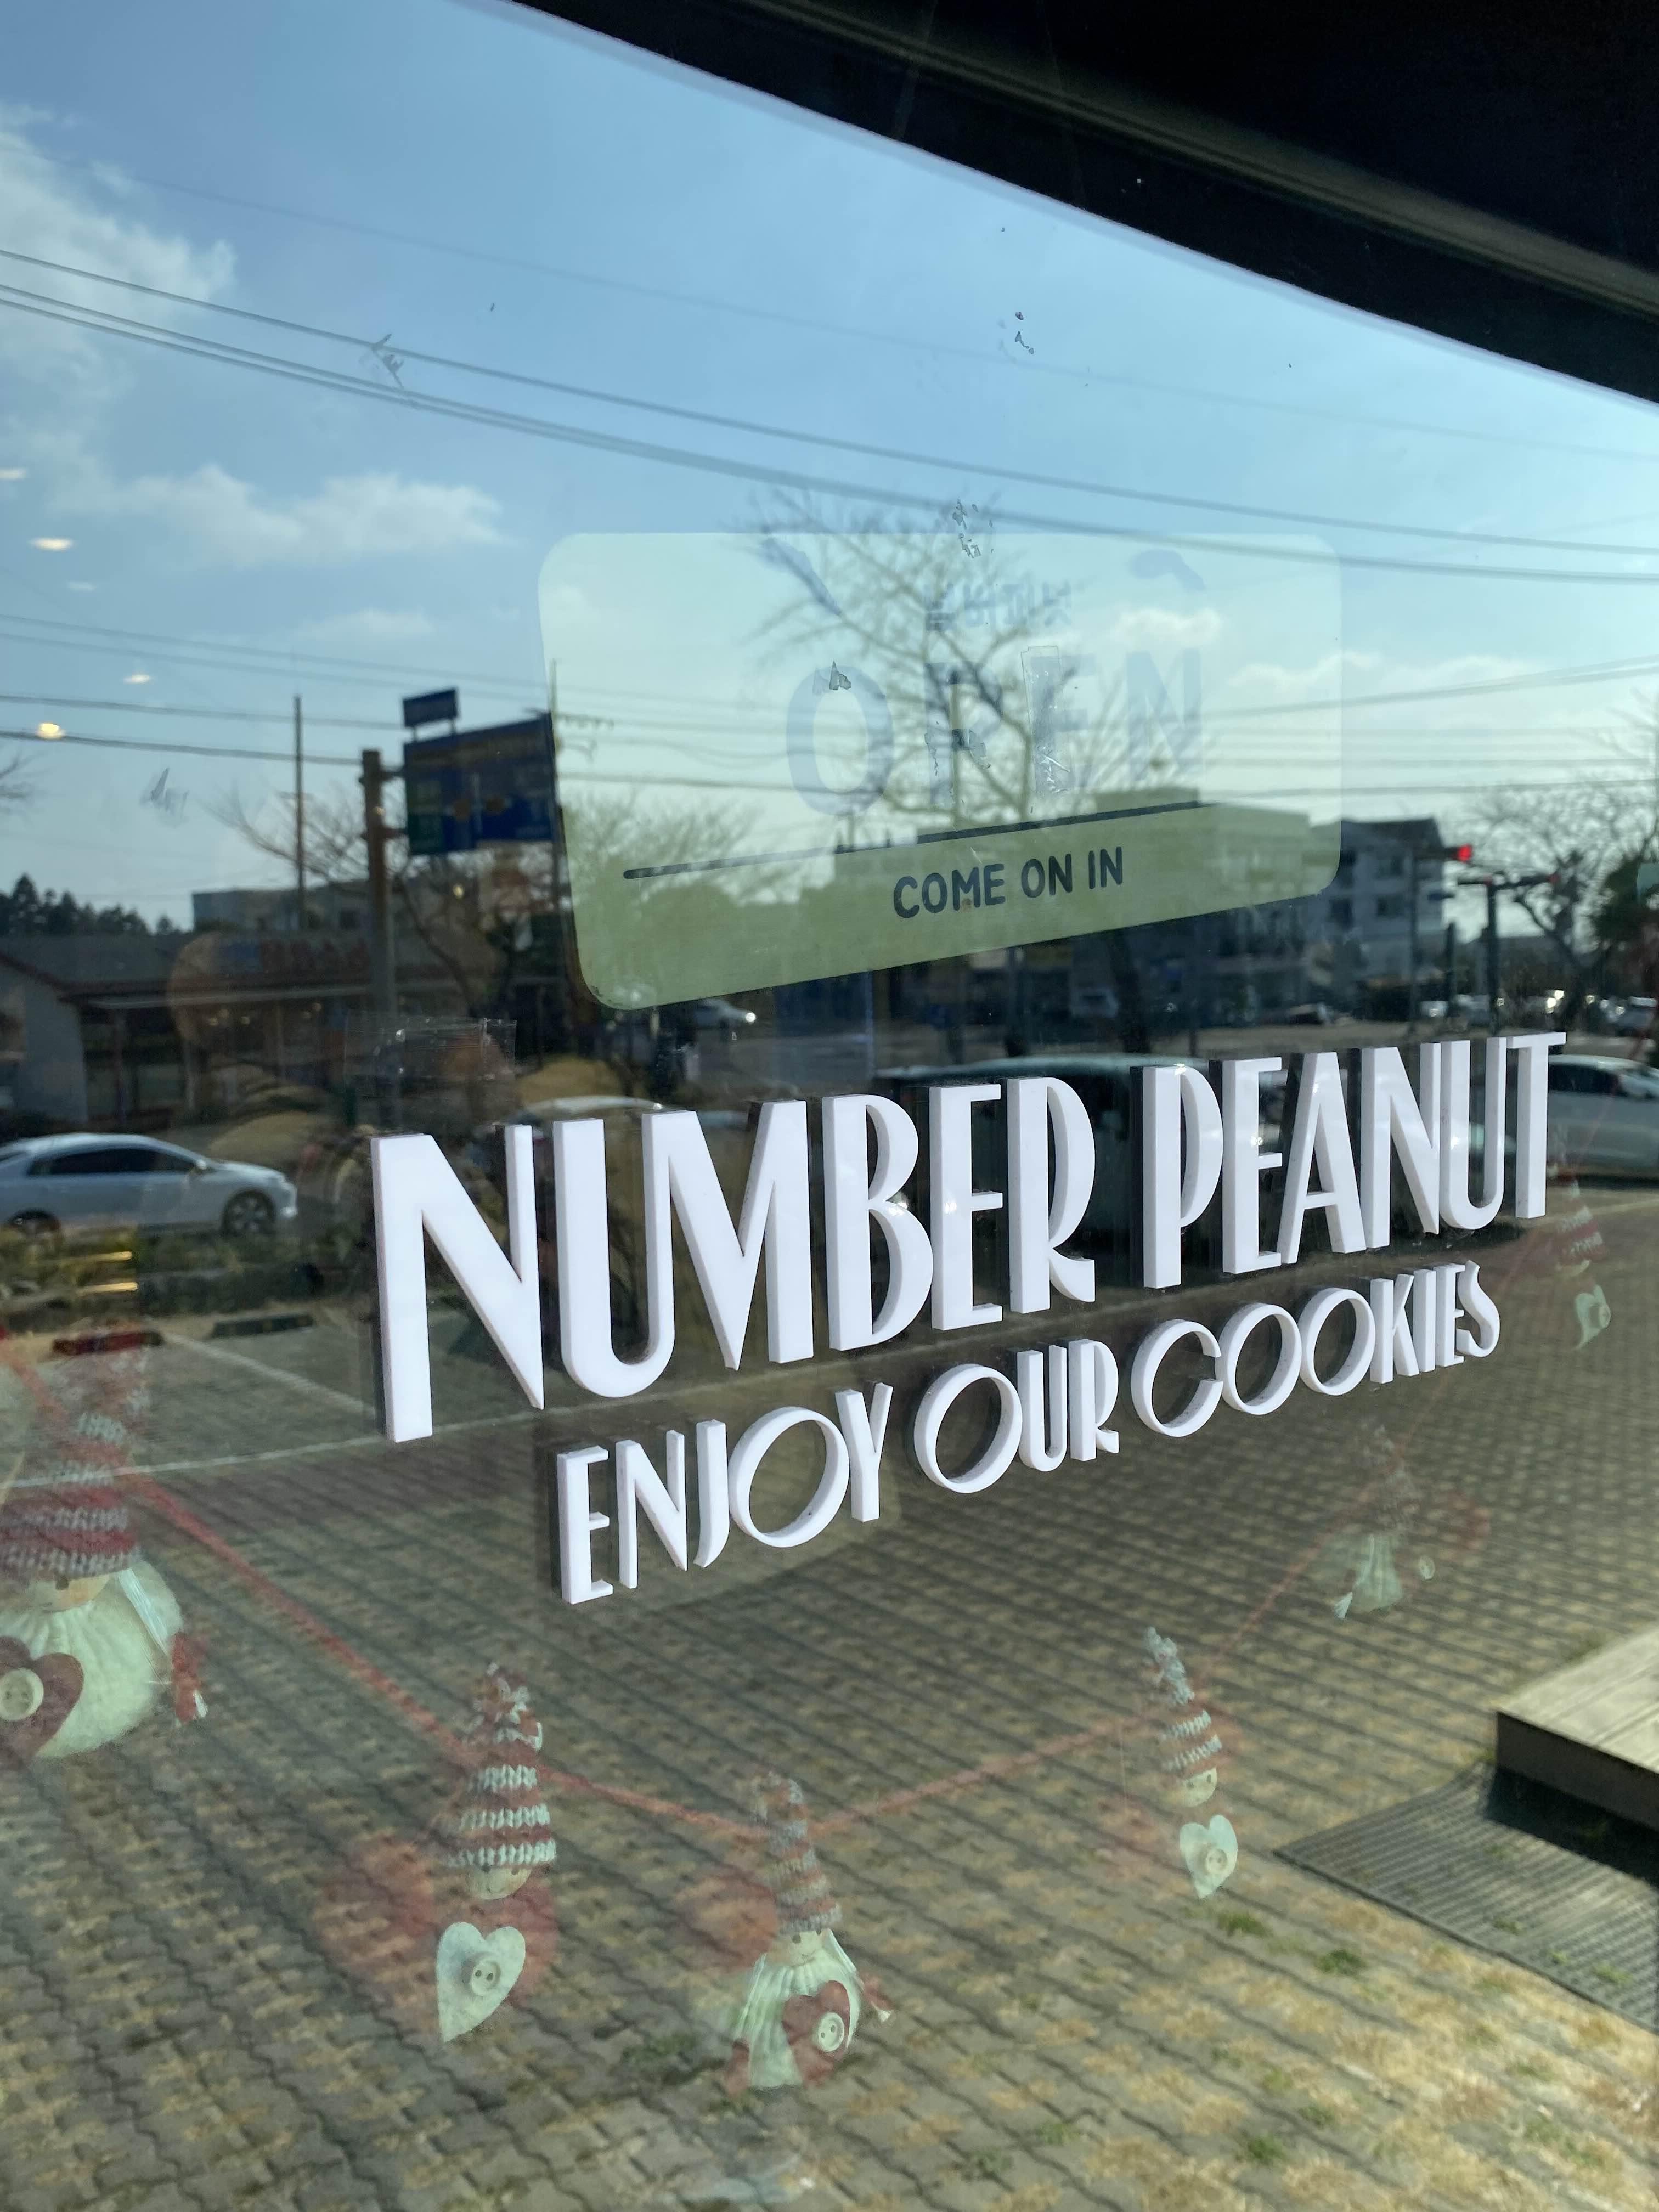 OPEN
COME ON IN
NUMBER PEANUT
ENJOY OUR COOKIES